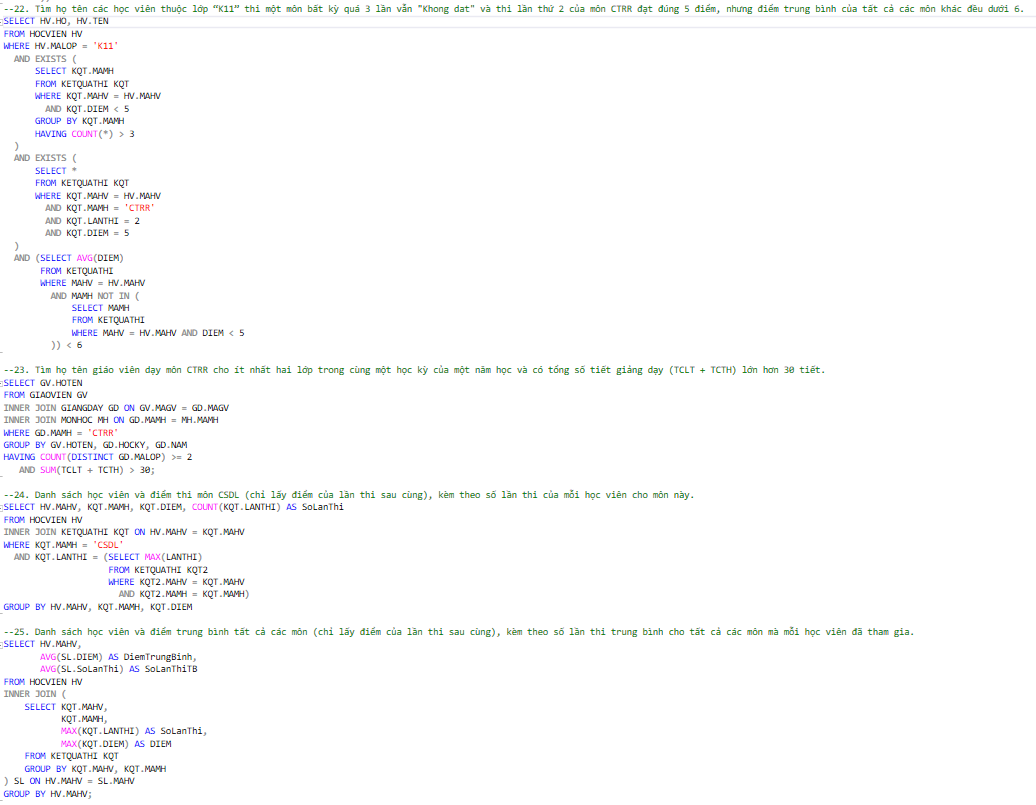 --22. Tìm họ tên các học viên thuộc lớp “K11” thi một môn bất kỳ quá 3 lần vẫn "Khong dat" và thi lần thứ 2 của môn CTRR đạt đúng 5 điểm, nhưng điểm trung bình của tất cả các môn khác đều dưới 6.
SELECT HV.HO, HV.TEN
FROM HOCVIEN HV
WHERE HV.MALOP = 'K11'
AND EXISTS (
SELECT KQT.MAMH
FROM KETQUATHI KQT
WHERE KQT.MAHV = HV.MAHV
AND KQT.DIEM < 5
GROUP BY KQT.MAMH
HAVING COUNT(*) > 3
)
AND EXISTS (
SELECT *
FROM KETQUATHI KQT
WHERE KQT.MAHV = HV.MAHV
AND KQT.MAMH = 'CTRR'
AND KQT.LANTHI = 2
AND KQT.DIEM = 5
)
AND (SELECT AVG(DIEM)
FROM KETQUATHI
WHERE MAHV = HV.MAHV
AND MAMH NOT IN (
SELECT MAMH
FROM KETQUATHI
WHERE MAHV = HV.MAHV AND DIEM < 5
)) < 6
--23. Tìm họ tên giáo viên dạy môn CTRR cho ít nhất hai lớp trong cùng một học kỳ của một năm học và có tổng số tiết giảng dạy (TCLT + TCTH) lớn hơn 30 tiết.
SELECT GV.HOTEN
FROM GIAOVIEN GV
INNER JOIN GIANGDAY GD ON GV.MAGV = GD.MAGV
INNER JOIN MONHOC MH ON GD.MAMH = MH.MAMH
WHERE GD.MAMH = 'CTRR'
GROUP BY GV.HOTEN, GD.HOCKY, GD.NAM
HAVING COUNT(DISTINCT GD.MALOP) >= 2
AND SUM(TCLT + TCTH) > 30;
--24. Danh sách học viên và điểm thi môn CSDL (chỉ lấy điểm của lần thi sau cùng), kèm theo số lần thi của mỗi học viên cho môn này.
SELECT HV.MAHV, KQT.MAMH, KQT.DIEM, COUNT(KQT.LANTHI) AS SoLanThi
FROM HOCVIEN HV
INNER JOIN KETQUATHI KQT ON HV.MAHV = KQT.MAHV
WHERE KQT.MAMH = 'CSDL'
AND KQT.LANTHI = (SELECT MAX(LANTHI)
FROM KETQUATHI KQT2
WHERE KQT2.MAHV = KQT.MAHV
AND KQT2.MAMH = KQT.MAMH)
GROUP BY HV.MAHV, KQT.MAMH, KQT.DIEM
--25. Danh sách học viên và điểm trung bình tất cả các môn (chỉ lấy điểm của lần thi sau cùng), kèm theo số lần thi trung bình cho tất cả các môn mà mỗi học viên đã tham gia.
SELECT HV.MAHV,
AVG(SL.DIEM) AS DiemTrungBinh,
AVG(SL.SoLanThi) AS SoLanThiTB
FROM HOCVIEN HV
INNER JOIN (
SELECT KQT.MAHV,
KQT.MAMH,
MAX(KQT.LANTHI) AS SoLanThi,
MAX(KQT.DIEM) AS DIEM
FROM KETQUATHI KQT
GROUP BY KQT.MAHV, KQT.MAMH
) SL ON HV.MAHV = SL.MAHV
GROUP BY HV.MAHV;